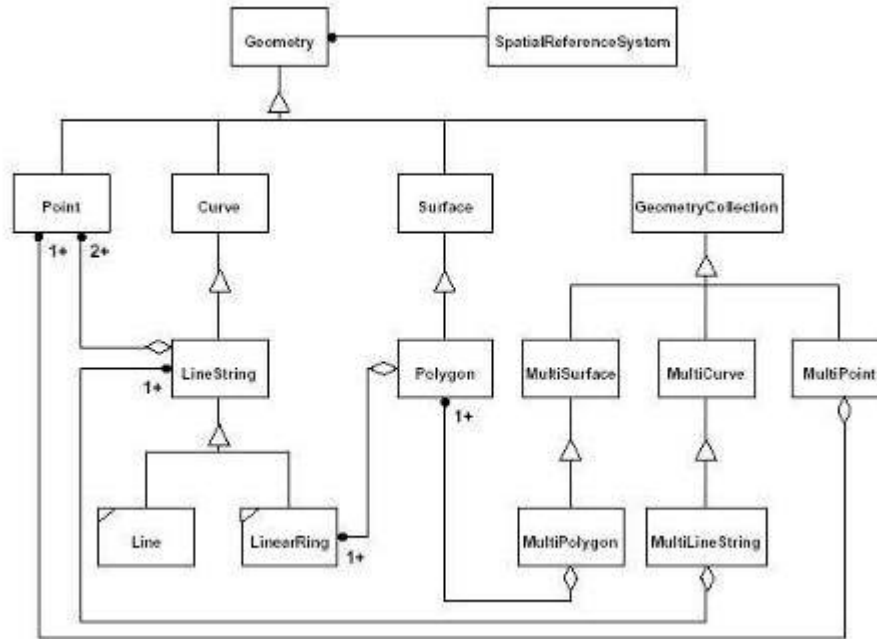 Geometry
SpatialReferenceSystem
Point
Curve
Surface
GeometryCollection
1+
2+
1+
LineString
Polygon
1+
MultiSurface
MultiCurve
MultiPoint
Line
LinearRing
1+
MultiPolygon
MultiLineString